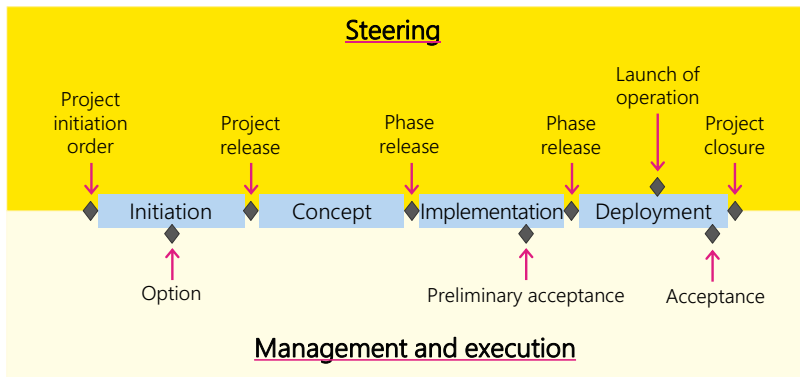 Steering
Launch of
operation
Project
initiation
order
Project
release
Phase
release
Phase
release
Project
closure
Initiation
Concept
Implementation
Deployment
Option
Preliminary acceptance
Acceptance
Management and execution